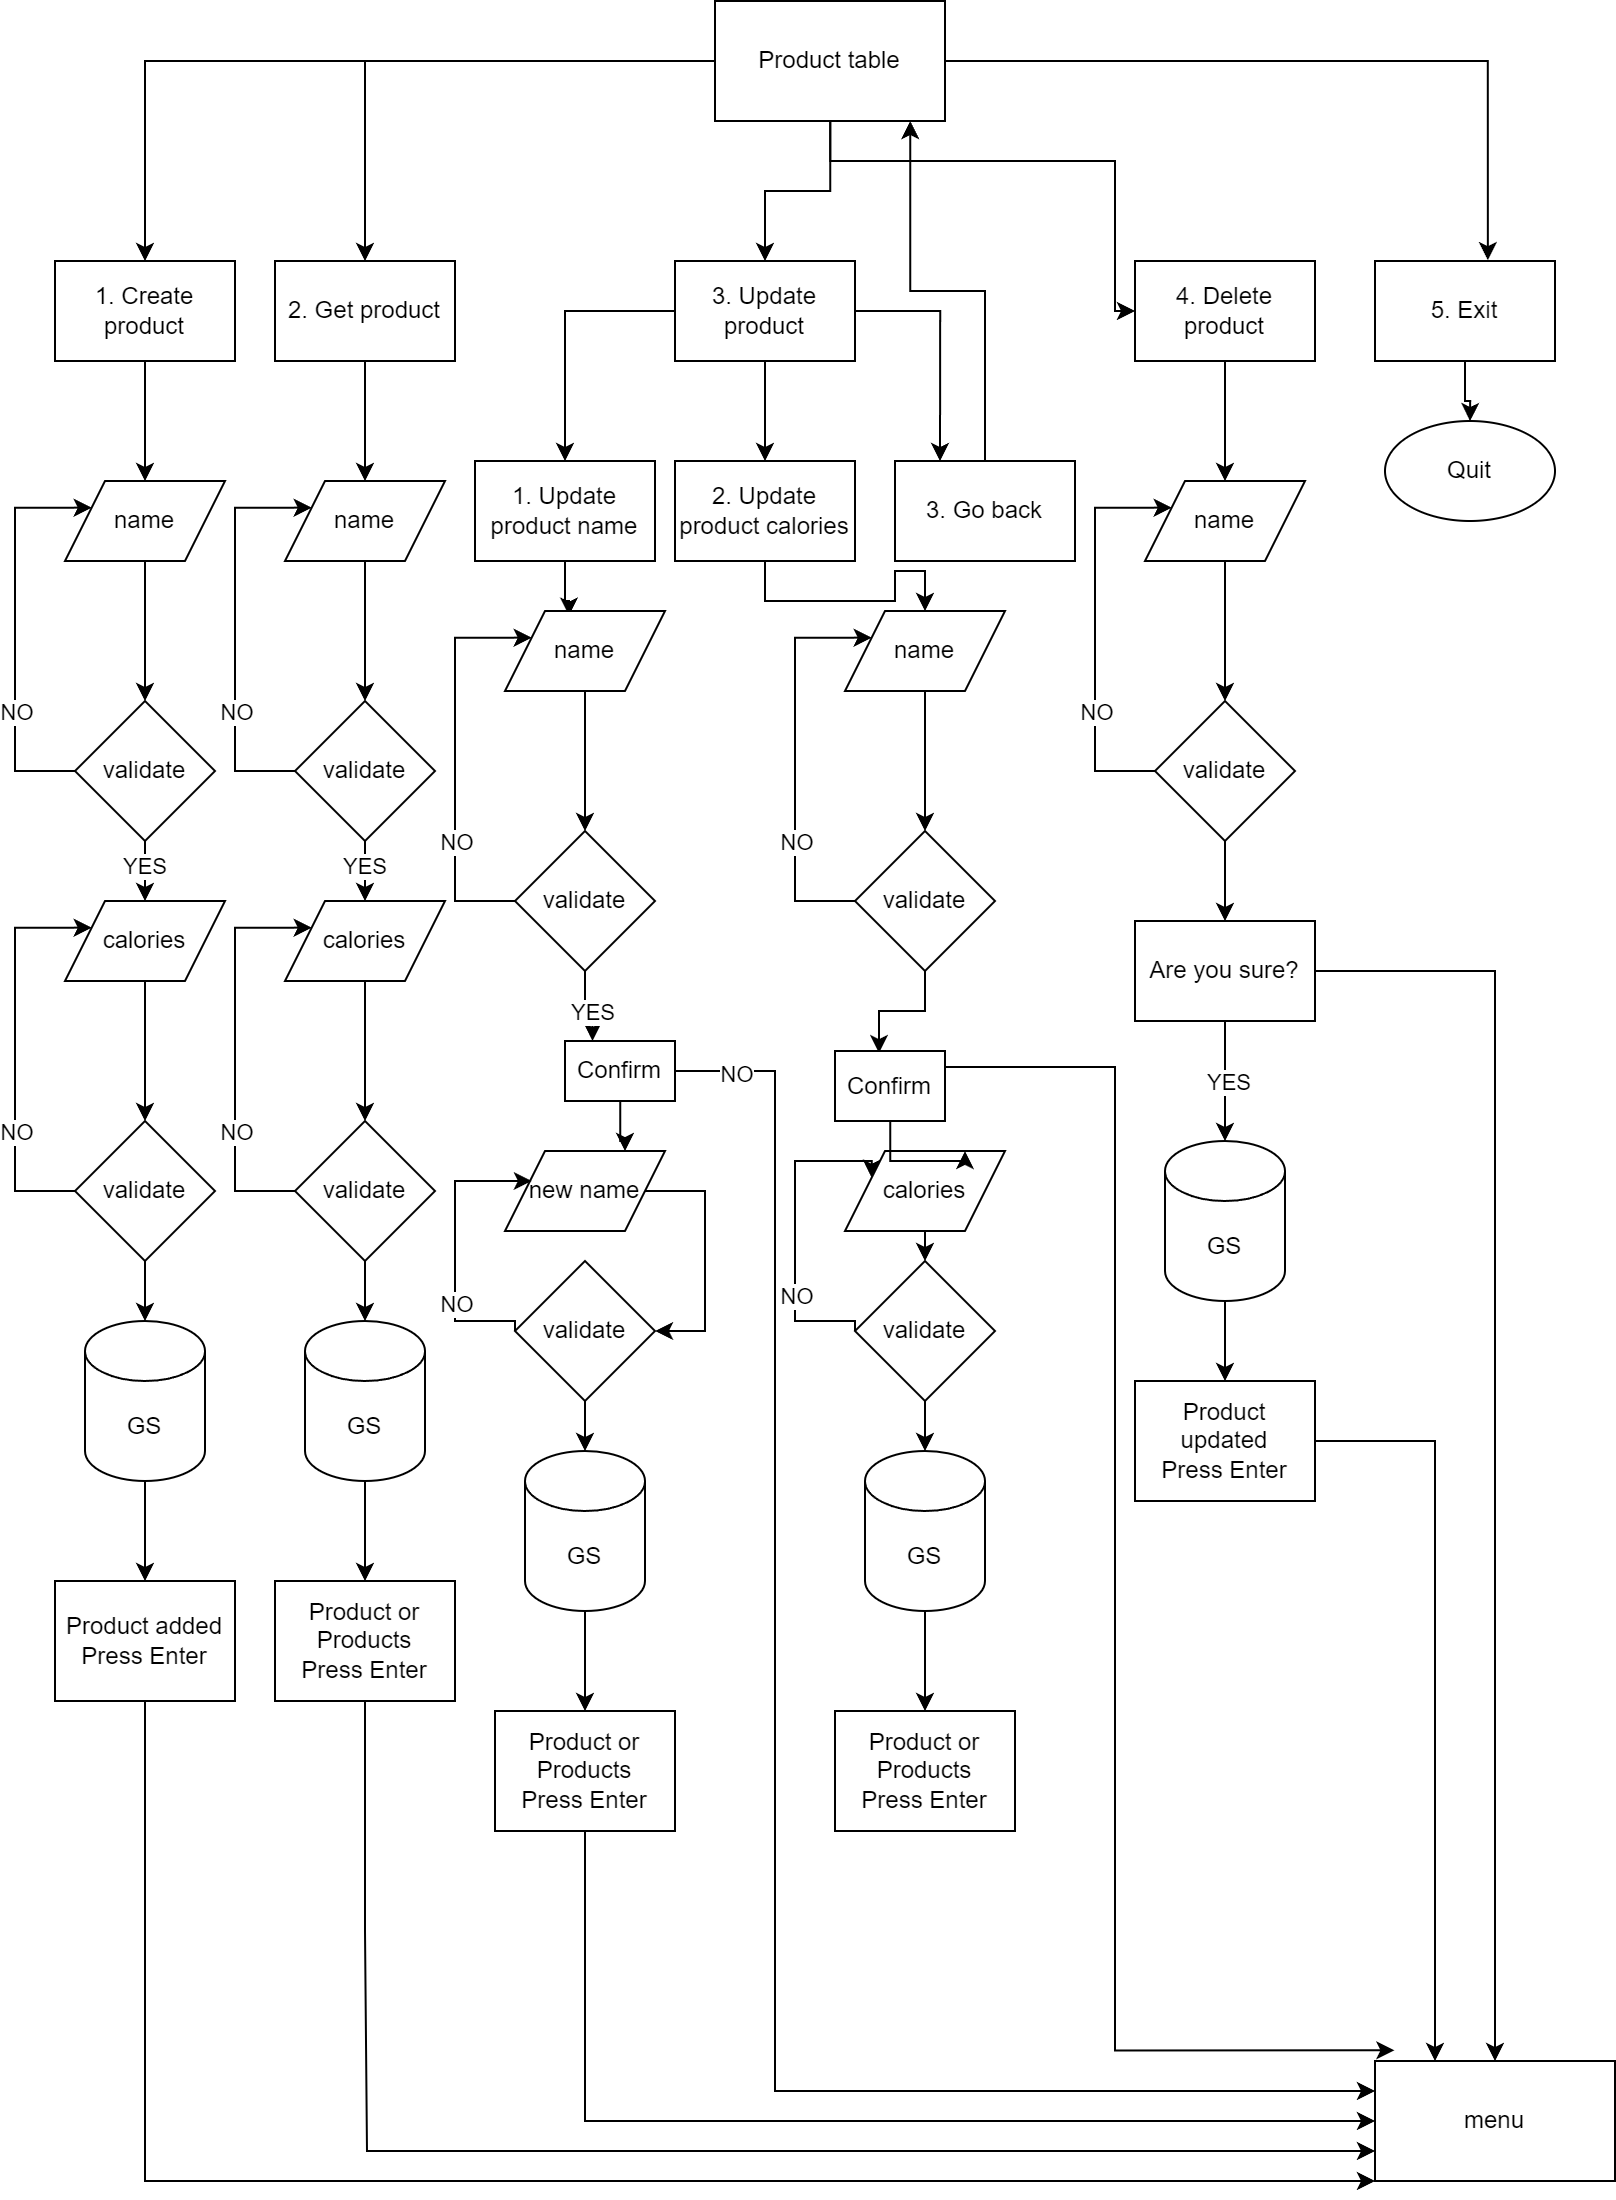 Product table
1. Create
product
2. Get product
3. Update
product
4. Delete
product
5. Exit
Quit
1. Update
product name
2. Update
product calories
3. Go back
name
name
name
name
name
NO
NO
NO
validate
validate
validate
NO
NO
validate
validate
YES
YES
calories
calories
Are you sure?
YES
Confirm
NO
Confirm
YES
NO
NO
validate
validate
new name
calories
GS
NO
NO
validate
validate
GS
GS
Product
updated
Press Enter
GS
GS
Product added
Press Enter
Product or
Products
Press Enter
Product or
Products
Press Enter
Product or
Products
Press Enter
menu